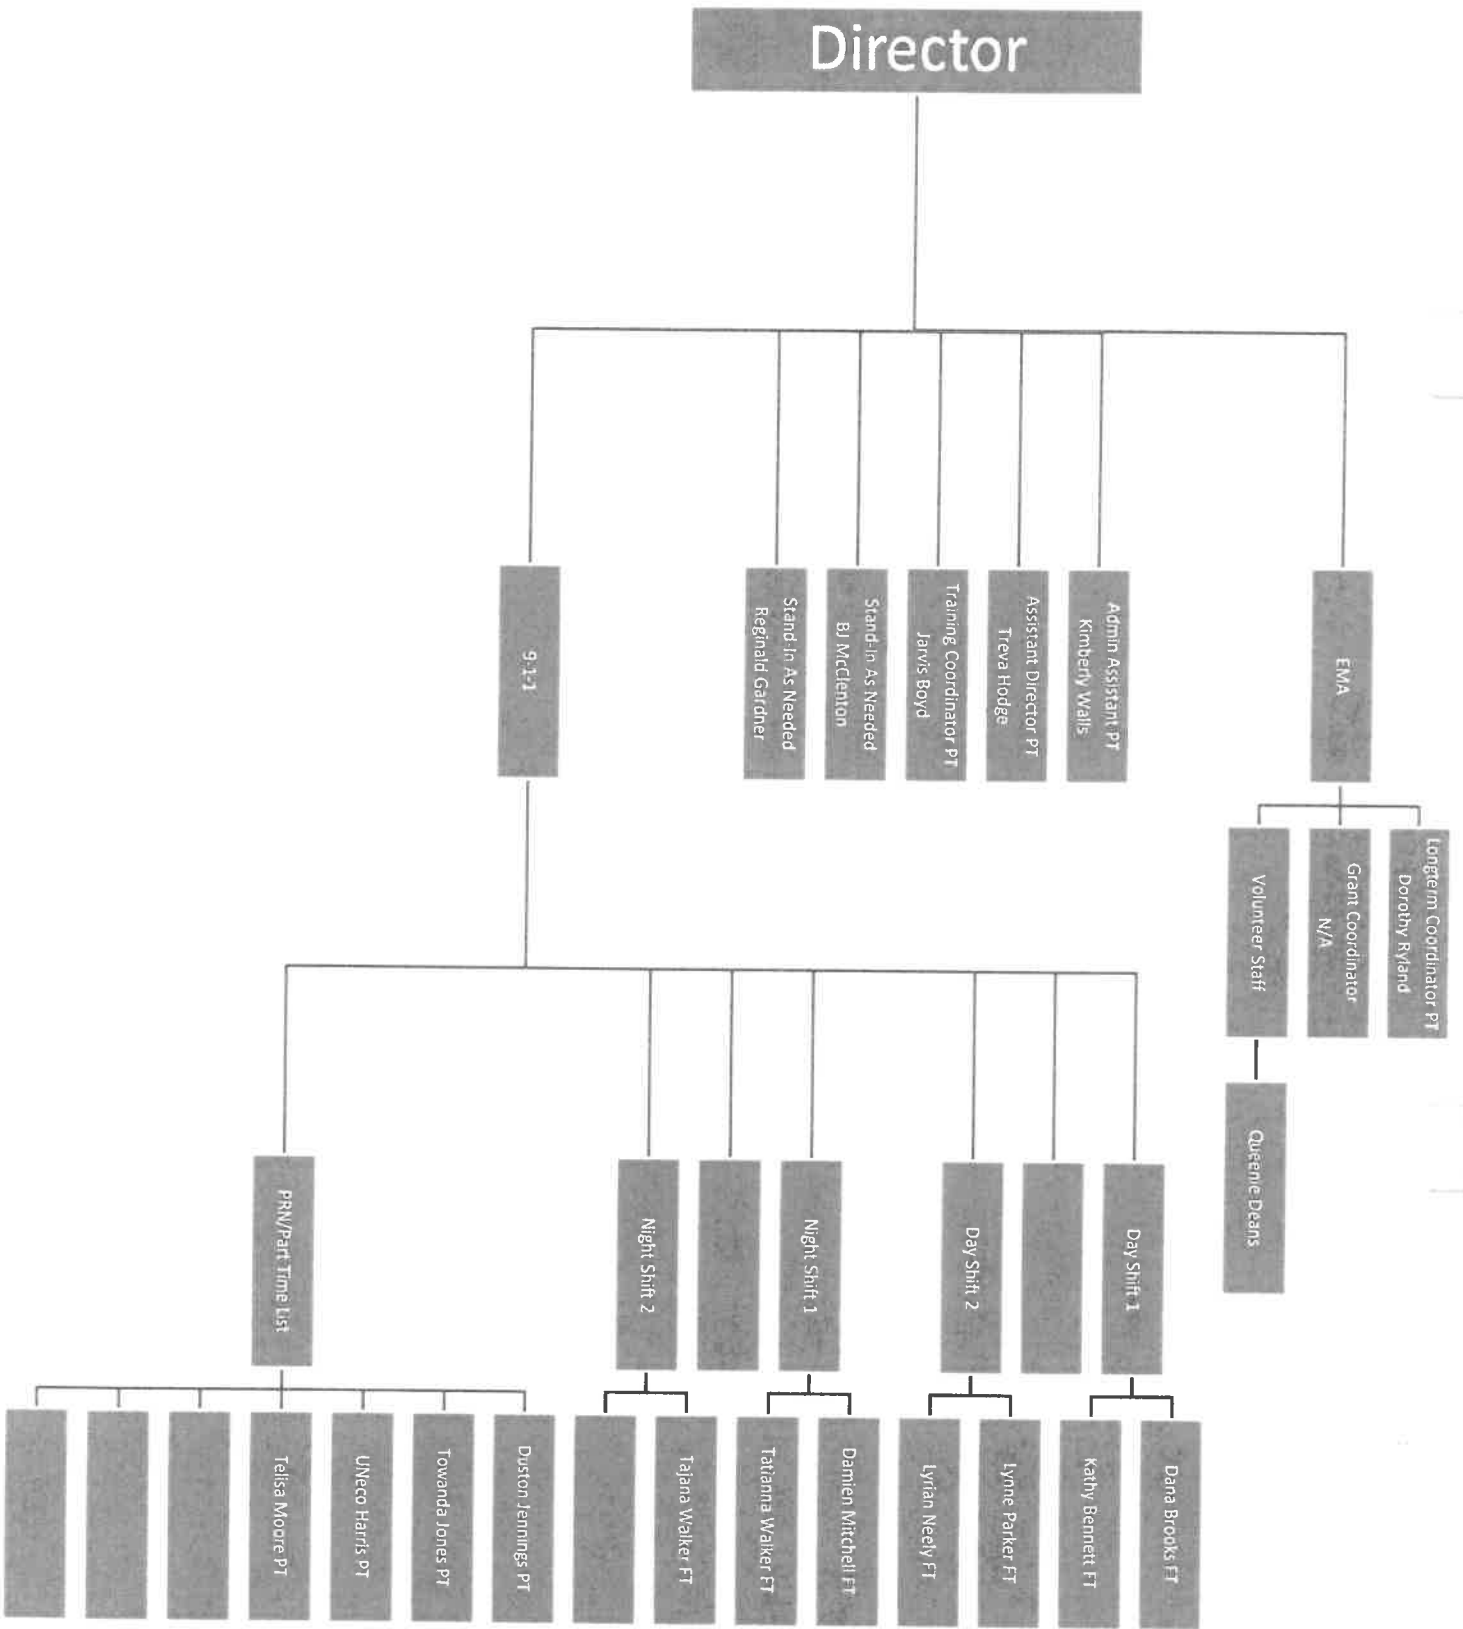 Director
EMA
Longterm Coordinator PT
Dorothy Ryland
Grant Coordinator
N/A
Volunteer Staff
Queenie Deans
Admin Assistant PT
Kimberly Walls
Assistant Director PT
Treva Hodge
Training Coordinator PT
Jarvis Boyd
Stand-In As Needed
BJ McClenton
Stand-In As Needed
Reginald Gardner
9-1-1
Day Shift 1
Dana Brooks FT
Kathy Bennett FT
Day Shift 2
Lynne Parker FT
Lyrian Neely FT
Night Shift 1
Damien Mitchell FT
Tatianna Walker FT
Night Shift 2
Tajana Walker FT
PRN/Part Time List
Duston Jennings PT
Towanda Jones PT
UNeco Harris PT
Telisa Moore PT